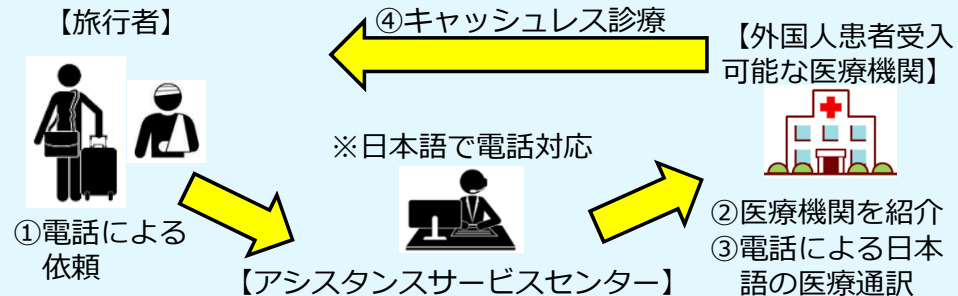 【旅行者】
④キャッシュレス診療
【外国人患者受入
可能な医療機関】
※日本語で電話対応
①電話による
依頼
②医療機関を紹介
③電話による日本
語の医療通訳
【アシスタンスサービスセンター】